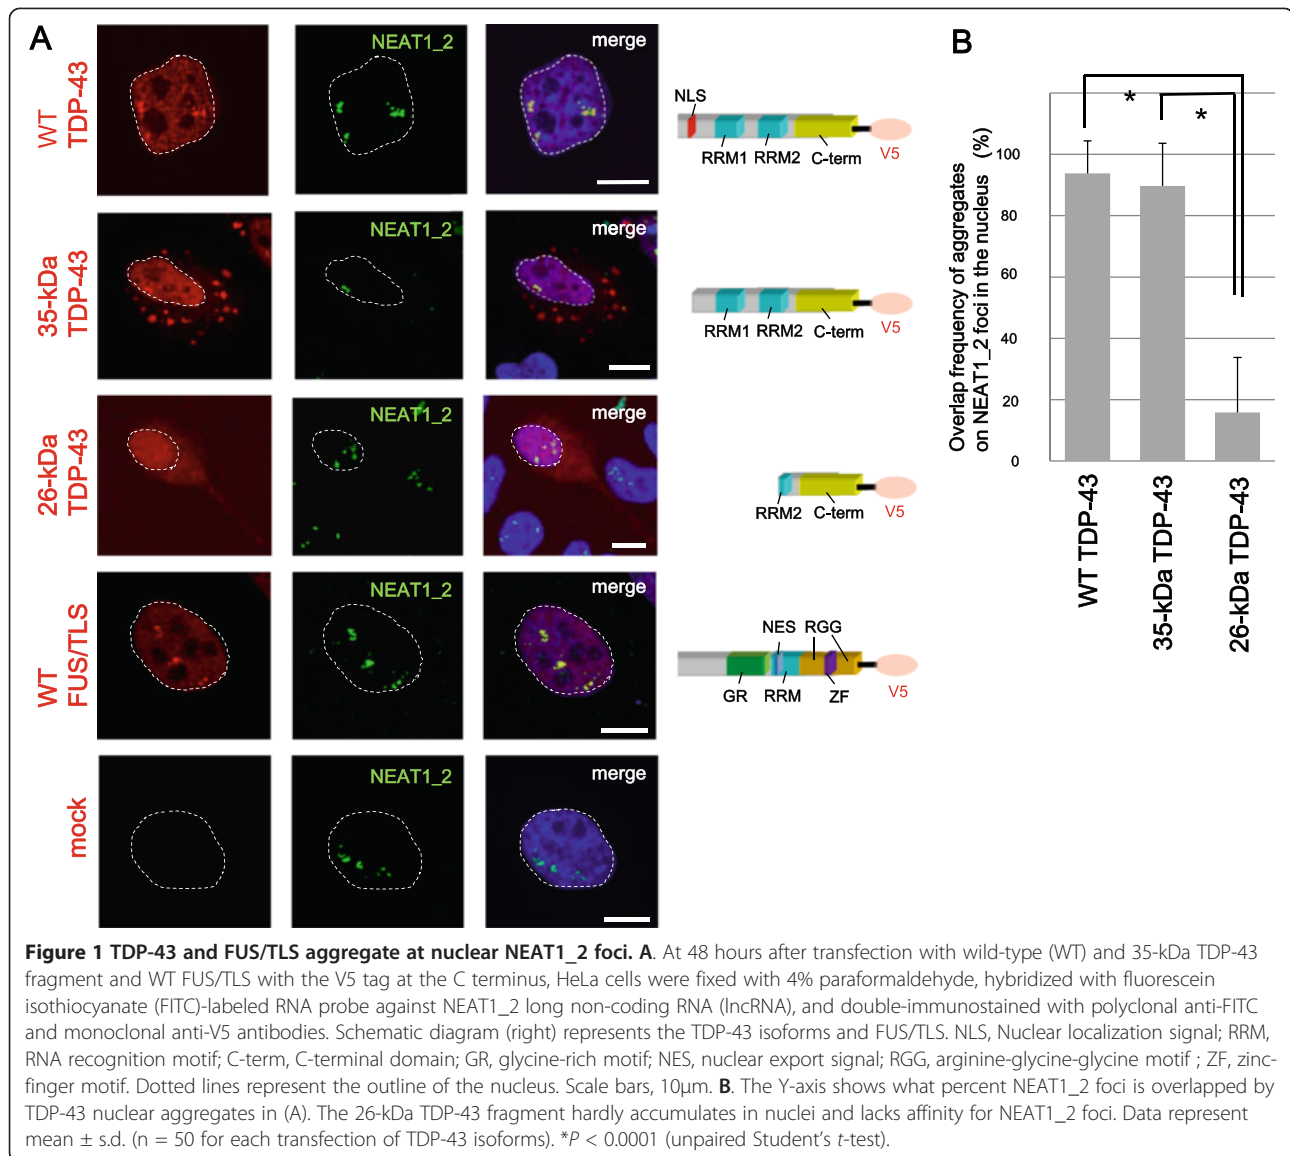 A
WT
TDP-43
NEAT1_2
merge
NLS
RRM1
RRM2
C-term
V5
35-kDa
TDP-43
NEAT1_2
merge
RRM1
RRM2
C-term
V5
26-kDa
TDP-43
NEAT1_2
merge
RRM2
C-term
V5
WT
FUS/TLS
NEAT1_2
merge
NES
RGG
GR
RRM
ZF
V5
mock
NEAT1_2
merge
B
*
*
Overlap frequency of aggregates
on NEAT1_2 foci in the nucleus (%)
100
80
60
40
20
0
WT TDP-43
35-kDa TDP-43
26-kDa TDP-43
Figure 1 TDP-43 and FUS/TLS aggregate at nuclear NEAT1_2 foci. A. At 48 hours after transfection with wild-type (WT) and 35-kDa TDP-43
fragment and WT FUS/TLS with the V5 tag at the C terminus, HeLa cells were fixed with 4% paraformaldehyde, hybridized with fluorescein
isothiocyanate (FITC)-labeled RNA probe against NEAT1_2 long non-coding RNA (lncRNA), and double-immunostained with polyclonal anti-FITC
and monoclonal anti-V5 antibodies. Schematic diagram (right) represents the TDP-43 isoforms and FUS/TLS. NLS, Nuclear localization signal; RRM,
RNA recognition motif; C-term, C-terminal domain; GR, glycine-rich motif; NES, nuclear export signal; RGG, arginine-glycine-glycine motif ; ZF, zinc-
finger motif. Dotted lines represent the outline of the nucleus. Scale bars, 10μm. B. The Y-axis shows what percent NEAT1_2 foci is overlapped by
TDP-43 nuclear aggregates in (A). The 26-kDa TDP-43 fragment hardly accumulates in nuclei and lacks affinity for NEAT1_2 foci. Data represent
mean ± s.d. (n = 50 for each transfection of TDP-43 isoforms). *P < 0.0001 (unpaired Student's t-test).